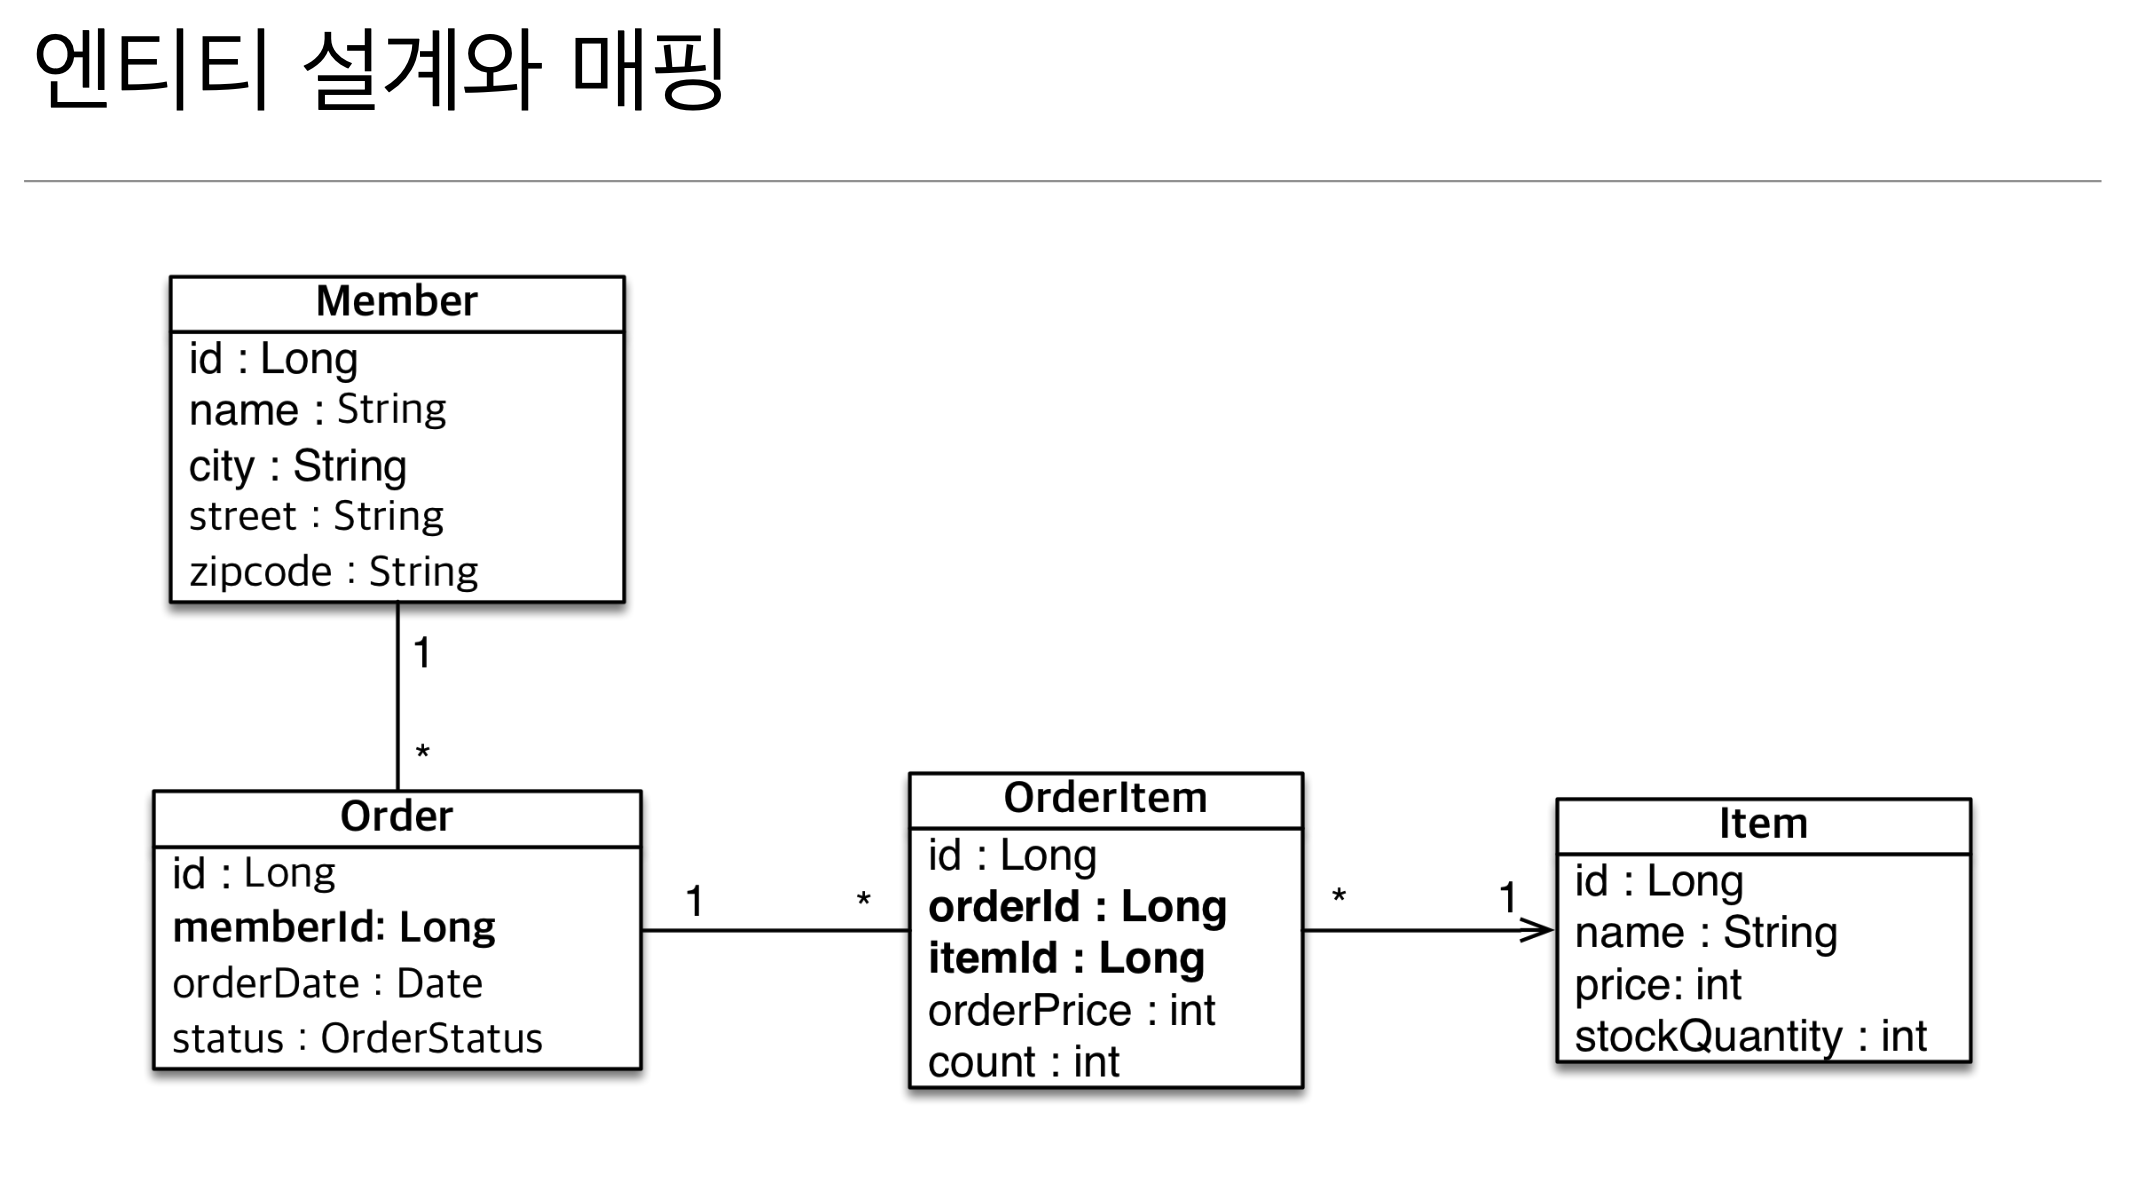 엔티티 설계와 매핑
Member
id : Long
name : String
city : String
street : String
zipcode : String
1
*
Order
id : Long
memberId: Long
orderDate : Date
status : OrderStatus
1
*
OrderItem
id : Long
orderId : Long
itemId : Long
orderPrice : int
count : int
*
1
Item
id : Long
name : String
price: int
stockQuantity : int